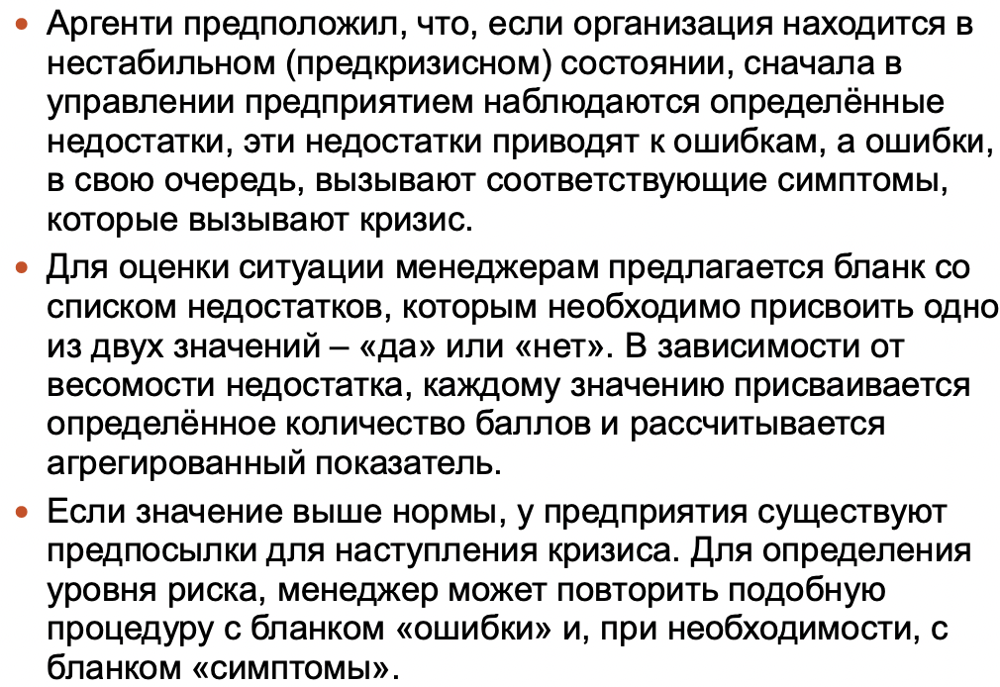 • Аргенти предположил, что, если организация находится в
нестабильном (предкризисном) состоянии, сначала в
управлении предприятием наблюдаются определённые
недостатки, эти недостатки приводят к ошибкам, а ошибки,
в свою очередь, вызывают соответствующие симптомы,
которые вызывают кризис.
• Для оценки ситуации менеджерам предлагается бланк со
списком недостатков, которым необходимо присвоить одно
из двух значений – «да» или «нет». В зависимости от
весомости недостатка, каждому значению присваивается
определённое количество баллов и рассчитывается
агрегированный показатель.
• Если значение выше нормы, у предприятия существуют
предпосылки для наступления кризиса. Для определения
уровня риска, менеджер может повторить подобную
процедуру с бланком «ошибки» и, при необходимости, с
бланком «симптомы».